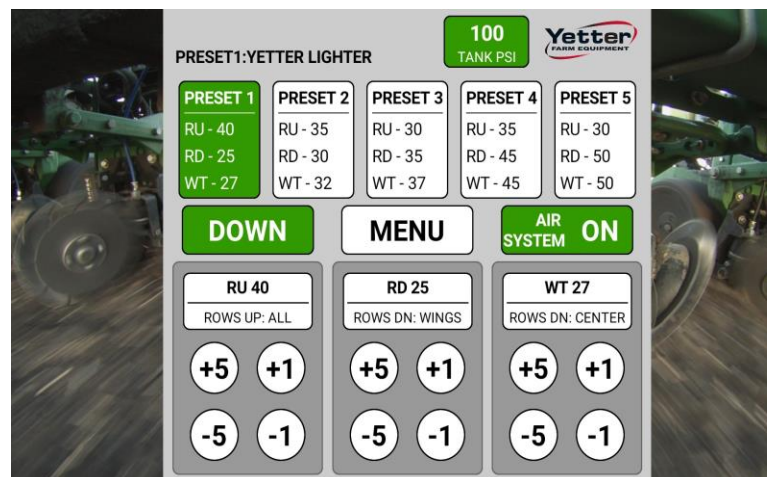 100
TANK PSI
Yetter
FARM EQUIPMENT
PRESET1:YETTER LIGHTER
PRESET 1
RU - 40
RD - 25
WT - 27
PRESET 2
RU - 35
RD - 30
WT - 32
PRESET 3
RU - 30
RD - 35
WT - 37
PRESET 4
RU - 35
RD - 45
WT - 45
PRESET 5
RU - 30
RD - 50
WT - 50
DOWN
MENU
AIR
SYSTEM
ON
RU 40
ROWS UP: ALL
+5 +1
-5 -1
RD 25
ROWS DN: WINGS
+5 +1
-5 -1
WT 27
ROWS DN: CENTER
+5 +1
-5 -1